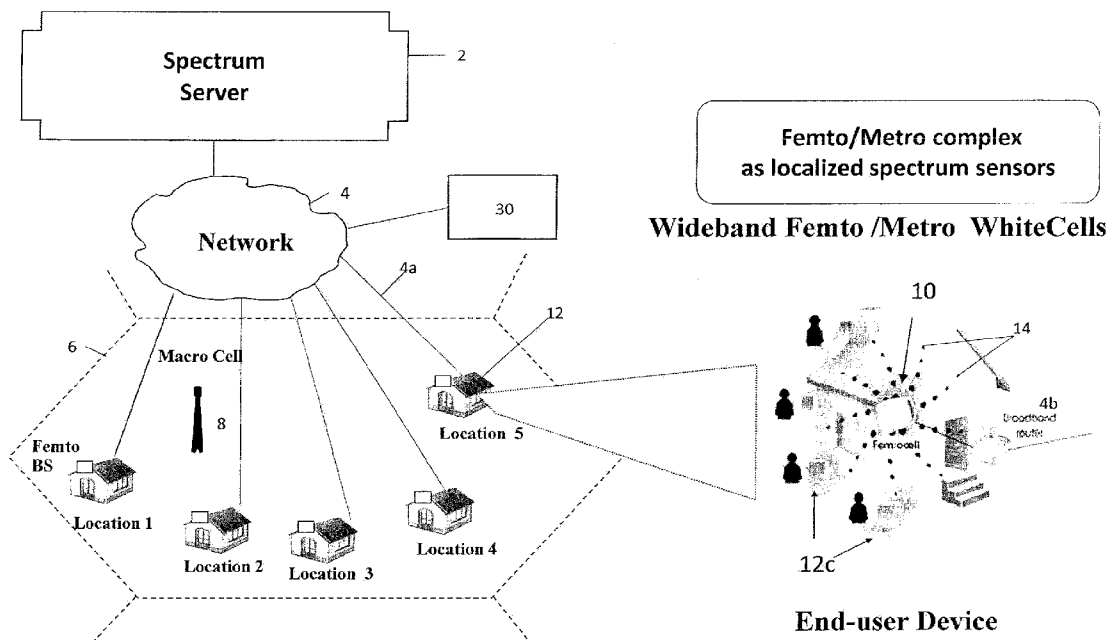 Spectrum
Server
2
Femto/Metro complex
as localized spectrum sensors
Wideband Femto /Metro WhiteCells
4
30
Network
4a
12
10
14
6
Macro Cell
8
4b
Broadband
router
Femtocell
Location 5
Femto
BS
Location 1
Location 2
Location 3
Location 4
12c
End-user Device